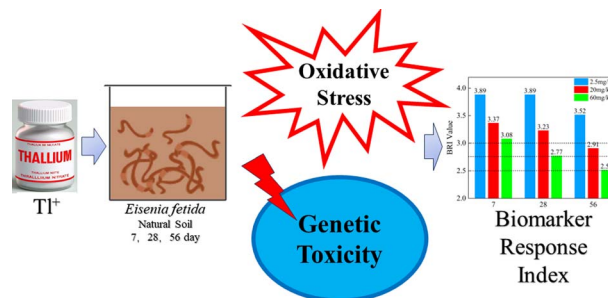 THALLIUM
Tl⁺
Eisenia fetida
Natural Soil
7、28、56 day
Oxidative
Stress
Genetic
Toxicity
2.5mg/
20mg/k
60mg/k
BRI Value
4.0
3.5
3.0
2.5
2.0
3.89
3.37
3.08
3.89
3.23
2.77
3.52
2.91
2.5
7
28
56
Biomarker
Response
Index